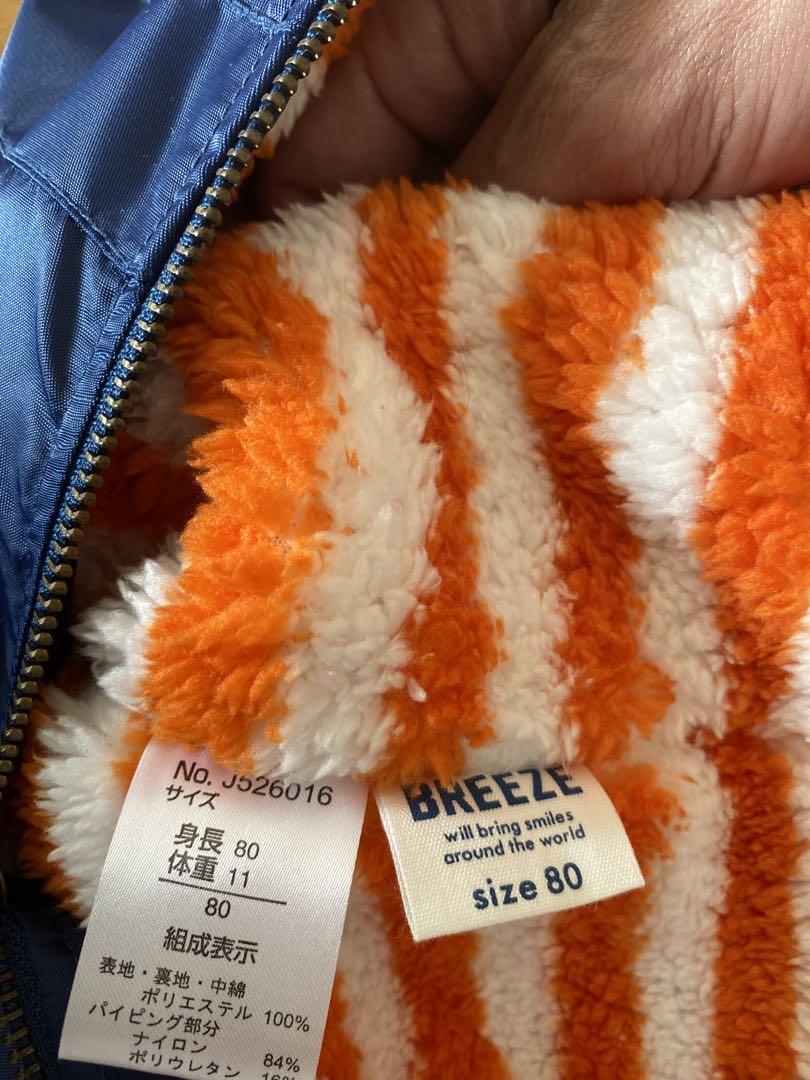 No. J526016
サイズ
身長 80
体重 11
80
組成表示
表地・裏地・中綿
ポリエステル 100%
パイピング部分
ナイロン 84%
ポリウレタン 16%
BREEZE
will bring smiles
around the world
size 80